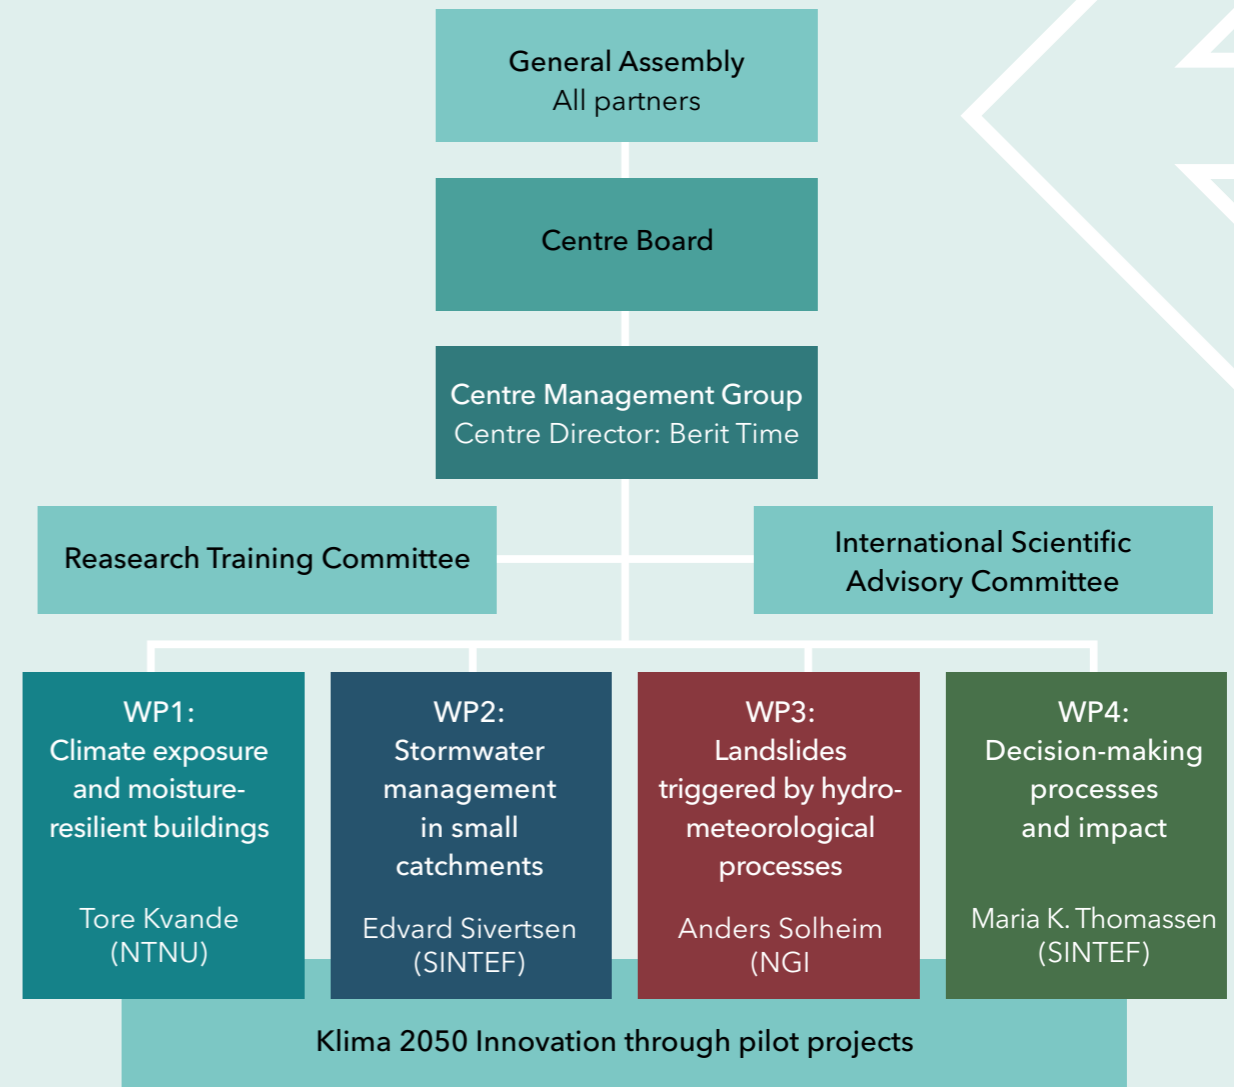 General Assembly
All partners
Centre Board
Centre Management Group
Centre Director: Berit Time
Reasearch Training Committee
International Scientific
Advisory Committee
WP1:
Climate exposure
and moisture-
resilient buildings
Tore Kvande
(NTNU)
WP2:
Stormwater
management
in small
catchments
Edvard Sivertsen
(SINTEF)
WP3:
Landslides
triggered by hydro-
meteorological
processes
Anders Solheim
(NGI
WP4:
Decision-making
processes
and impact
Maria K. Thomassen
(SINTEF)
Klima 2050 Innovation through pilot projects